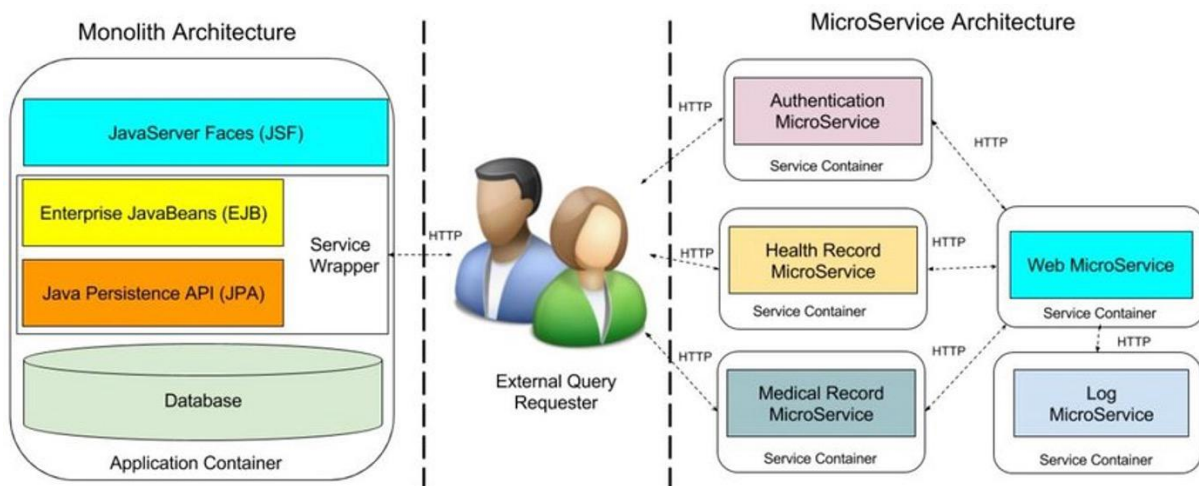 Monolith Architecture
JavaServer Faces (JSF)
Enterprise JavaBeans (EJB)
Service
Wrapper
Java Persistence API (JPA)
Database
Application Container
HTTP
External Query
Requester
MicroService Architecture
HTTP
Authentication
MicroService
Service Container
HTTP
HTTP
Health Record
MicroService
Service Container
HTTP
Web MicroService
Service Container
HTTP
Medical Record
MicroService
Service Container
HTTP
HTTP
Log
MicroService
Service Container